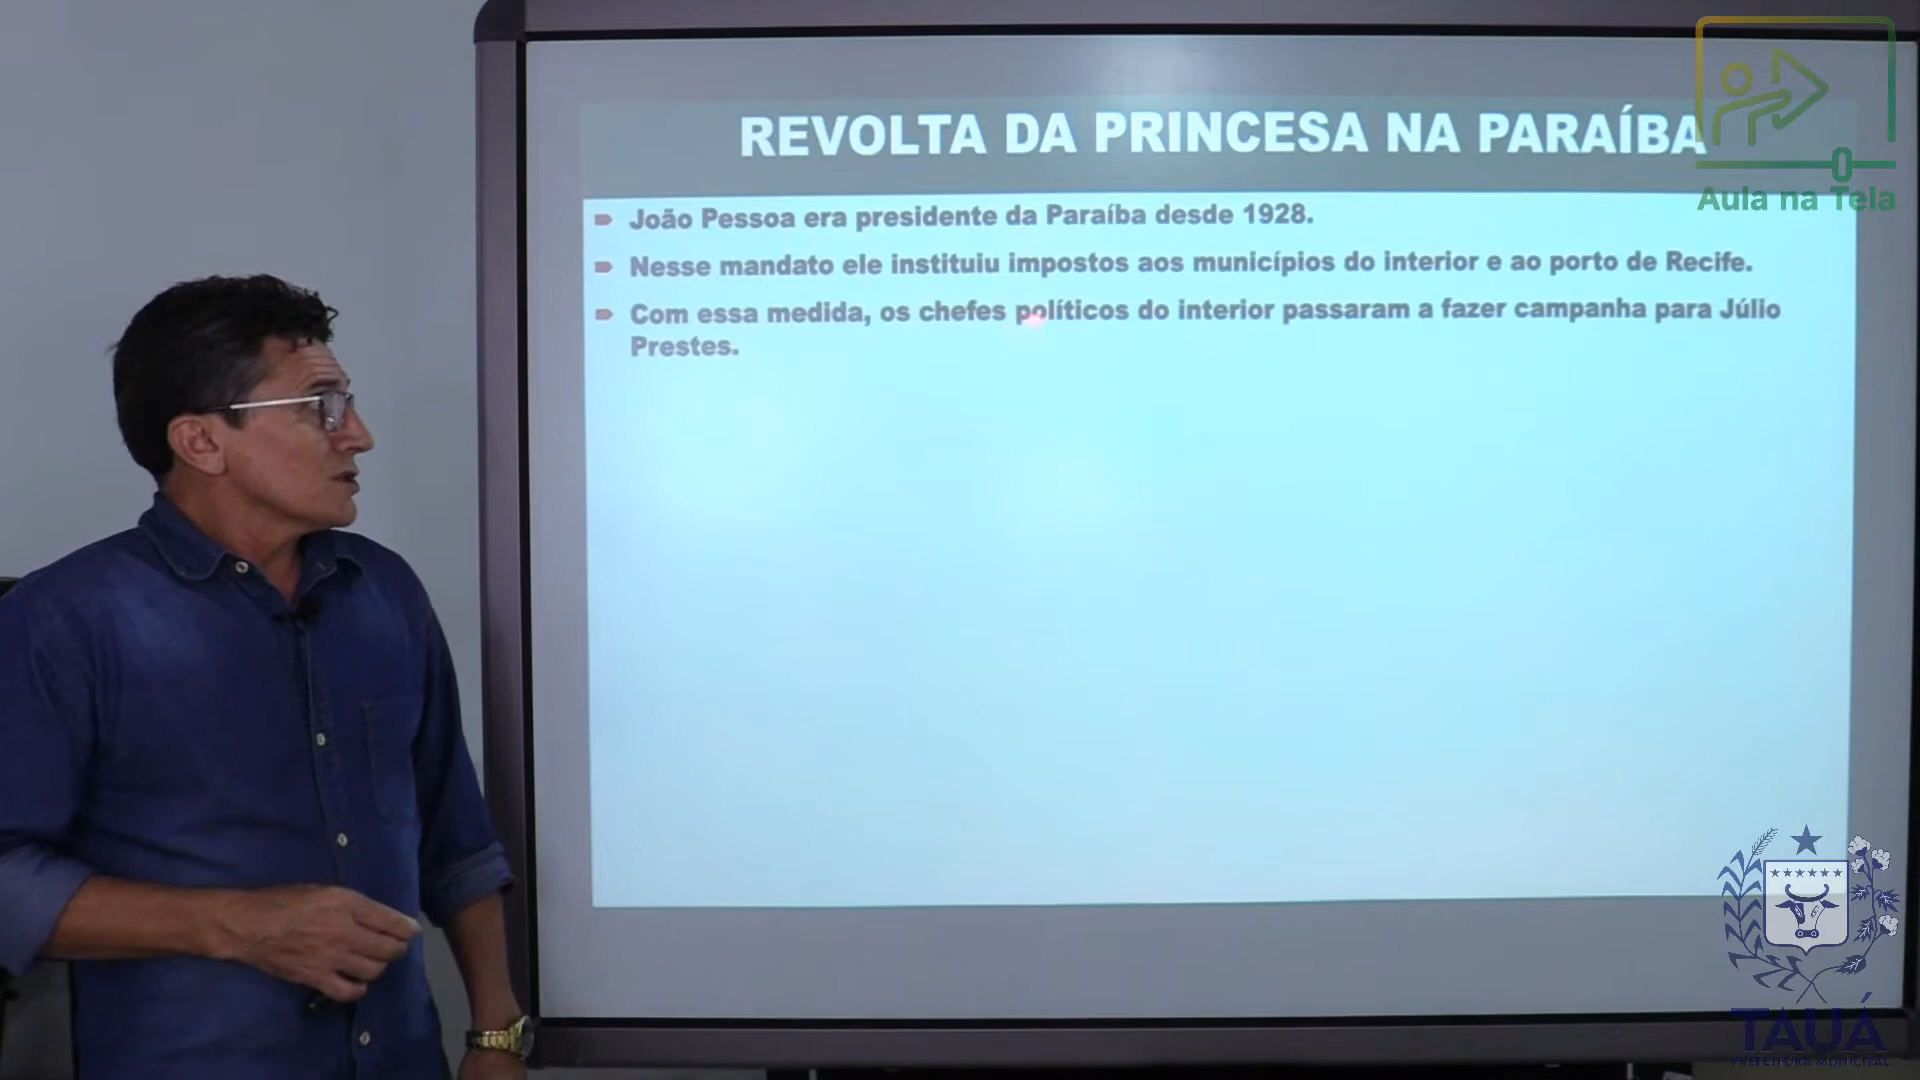 REVOLTA DA PRINCESA NA PARAÍBA
Aula na Tela
João Pessoa era presidente da Paraíba desde 1928.
Nesse mandato ele instituiu impostos aos municípios do interior e ao porto de Recife.
Com essa medida, os chefes políticos do interior passaram a fazer campanha para Júlio
Prestes.
TAUÁ
PREFEITURA MUNICIPAL